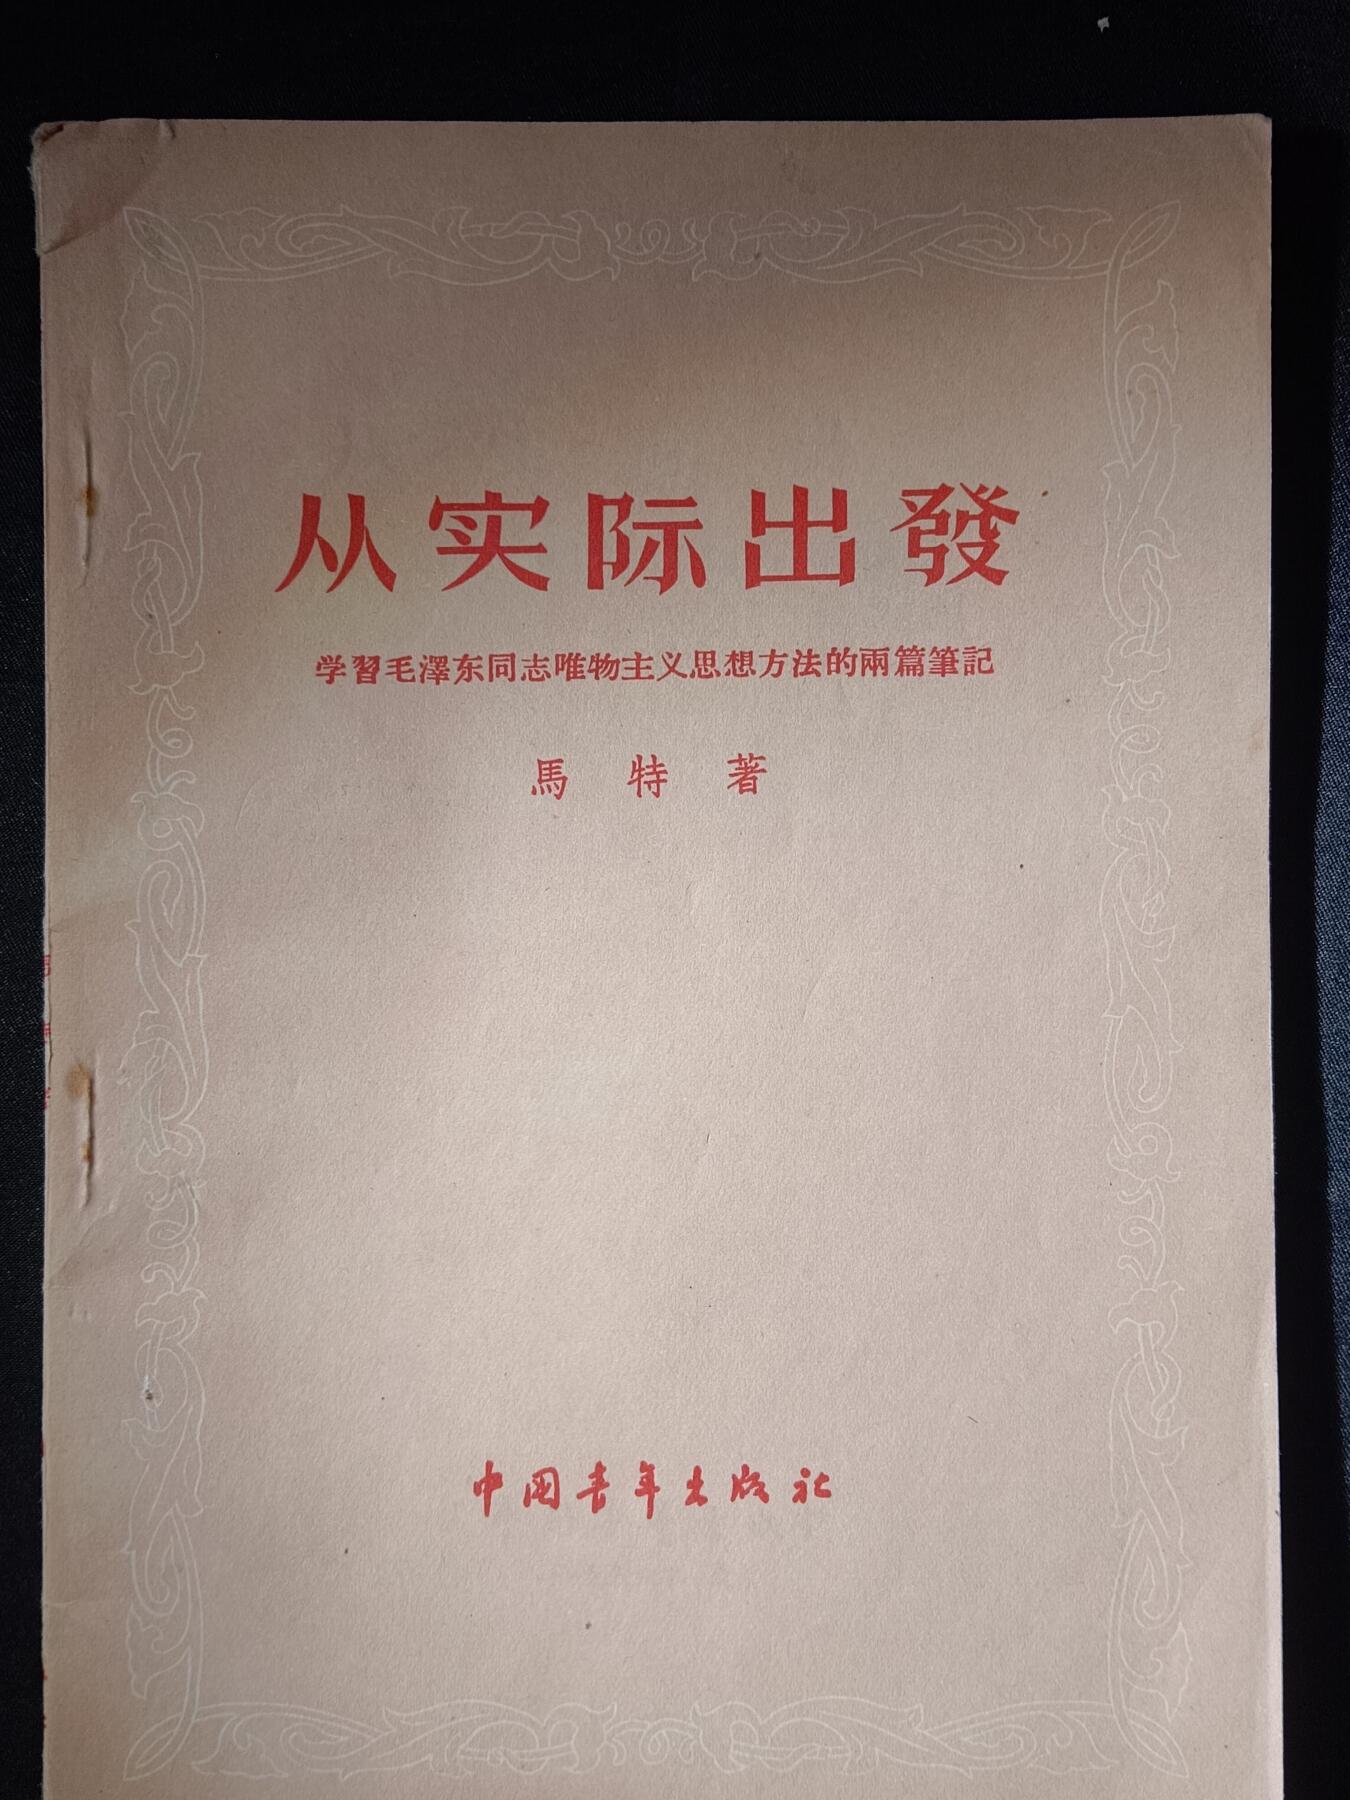 从实际出發
学習毛澤东同志唯物主义思想方法的兩篇筆記
馬特著
中国青年出版社